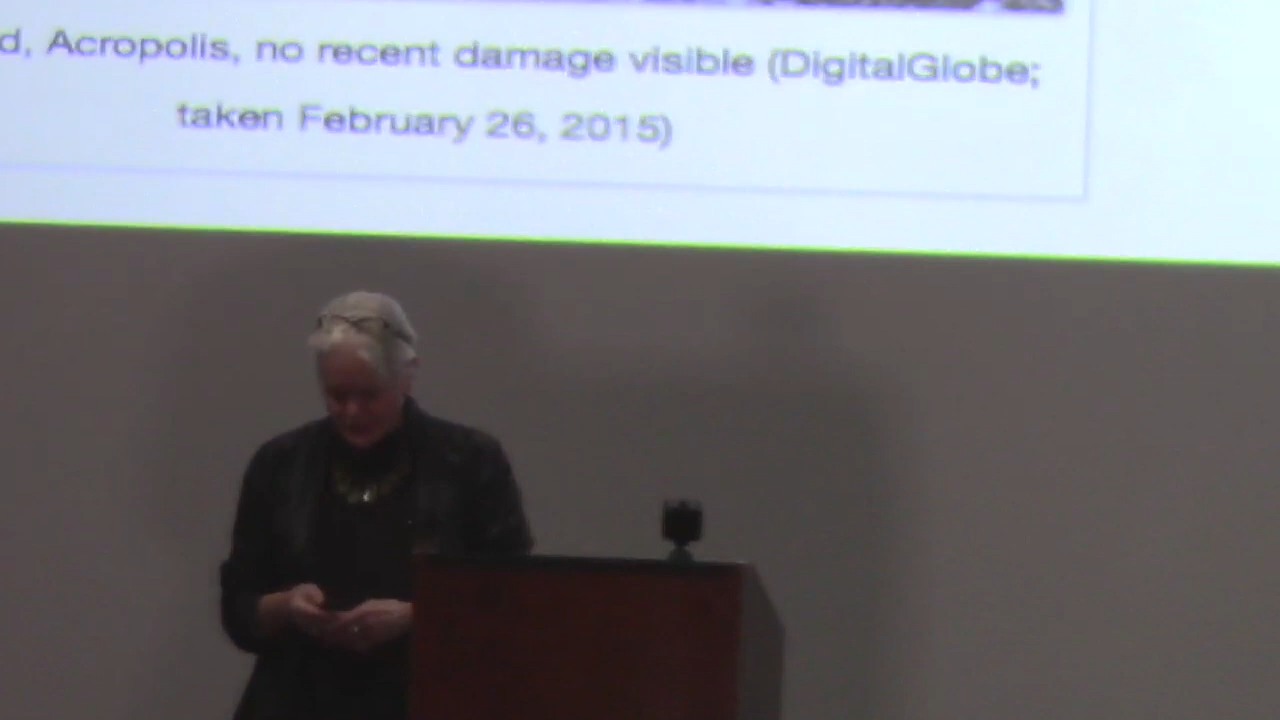 d, Acropolis, no recent damage visible (DigitalGlobe;
taken February 26, 2015)